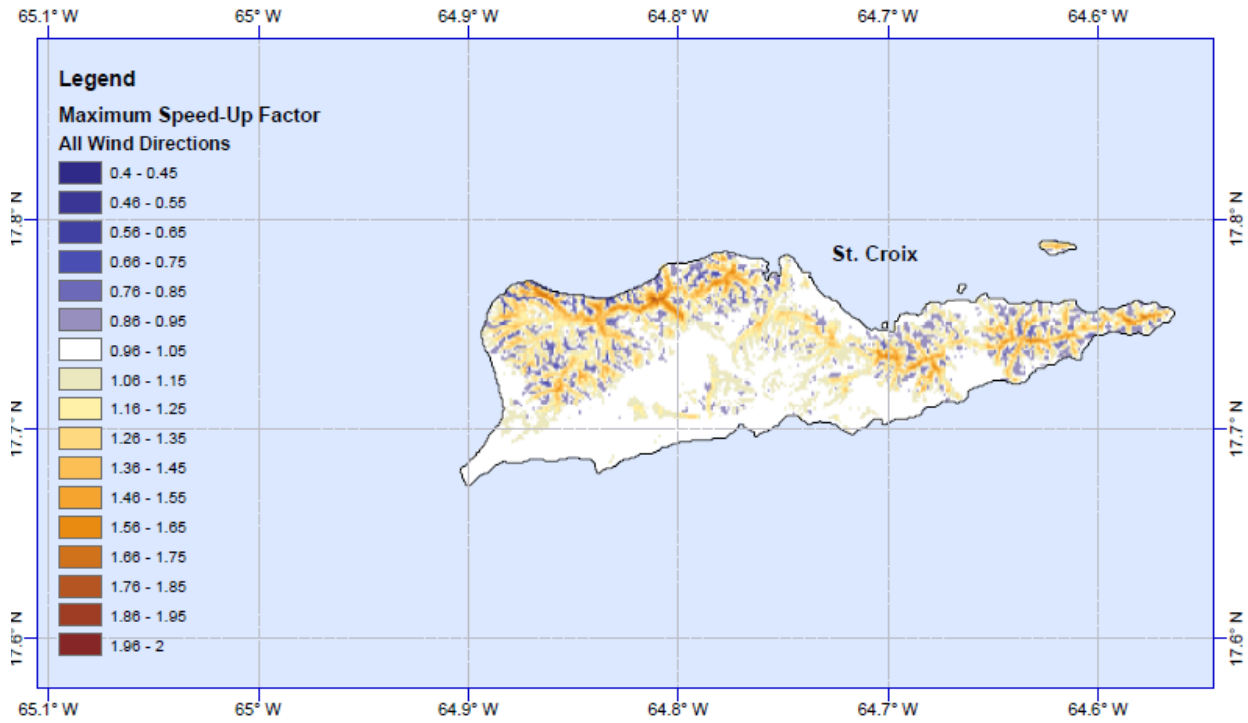 65.1° W 65° W 64.9° W 64.8° W 64.7° W 64.6° W
Legend
Maximum Speed-Up Factor
All Wind Directions
0.4 - 0.45
0.46 - 0.55
0.56 - 0.65
0.66 - 0.75
0.76 - 0.85
0.86 - 0.95
0.96 - 1.05
1.06 - 1.15
1.16 - 1.25
1.26 - 1.35
1.36 - 1.45
1.46 - 1.55
1.56 - 1.65
1.66 - 1.75
1.76 - 1.85
1.86 - 1.95
1.96 - 2
St. Croix
17.8° N
17.7° N
17.6° N
17.8° N
17.7° N
17.6° N
65.1° W 65° W 64.9° W 64.8° W 64.7° W 64.6° W